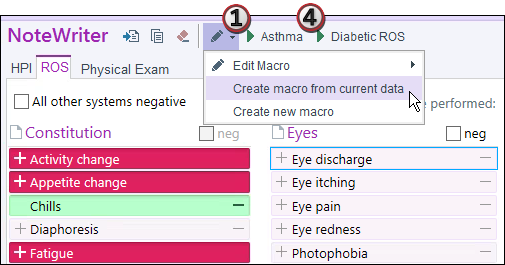 1 4
NoteWriter Asthma Diabetic ROS
HPI ROS Physical Exam
Edit Macro
Create macro from current data
Create new macro
All other systems negative e performed:
Constitution neg Eyes neg
+ Activity change + Eye discharge —
+ Appetite change + Eye itching —
Chills — + Eye pain —
+ Diaphoresis — + Eye redness —
+ Fatigue + Photophobia —